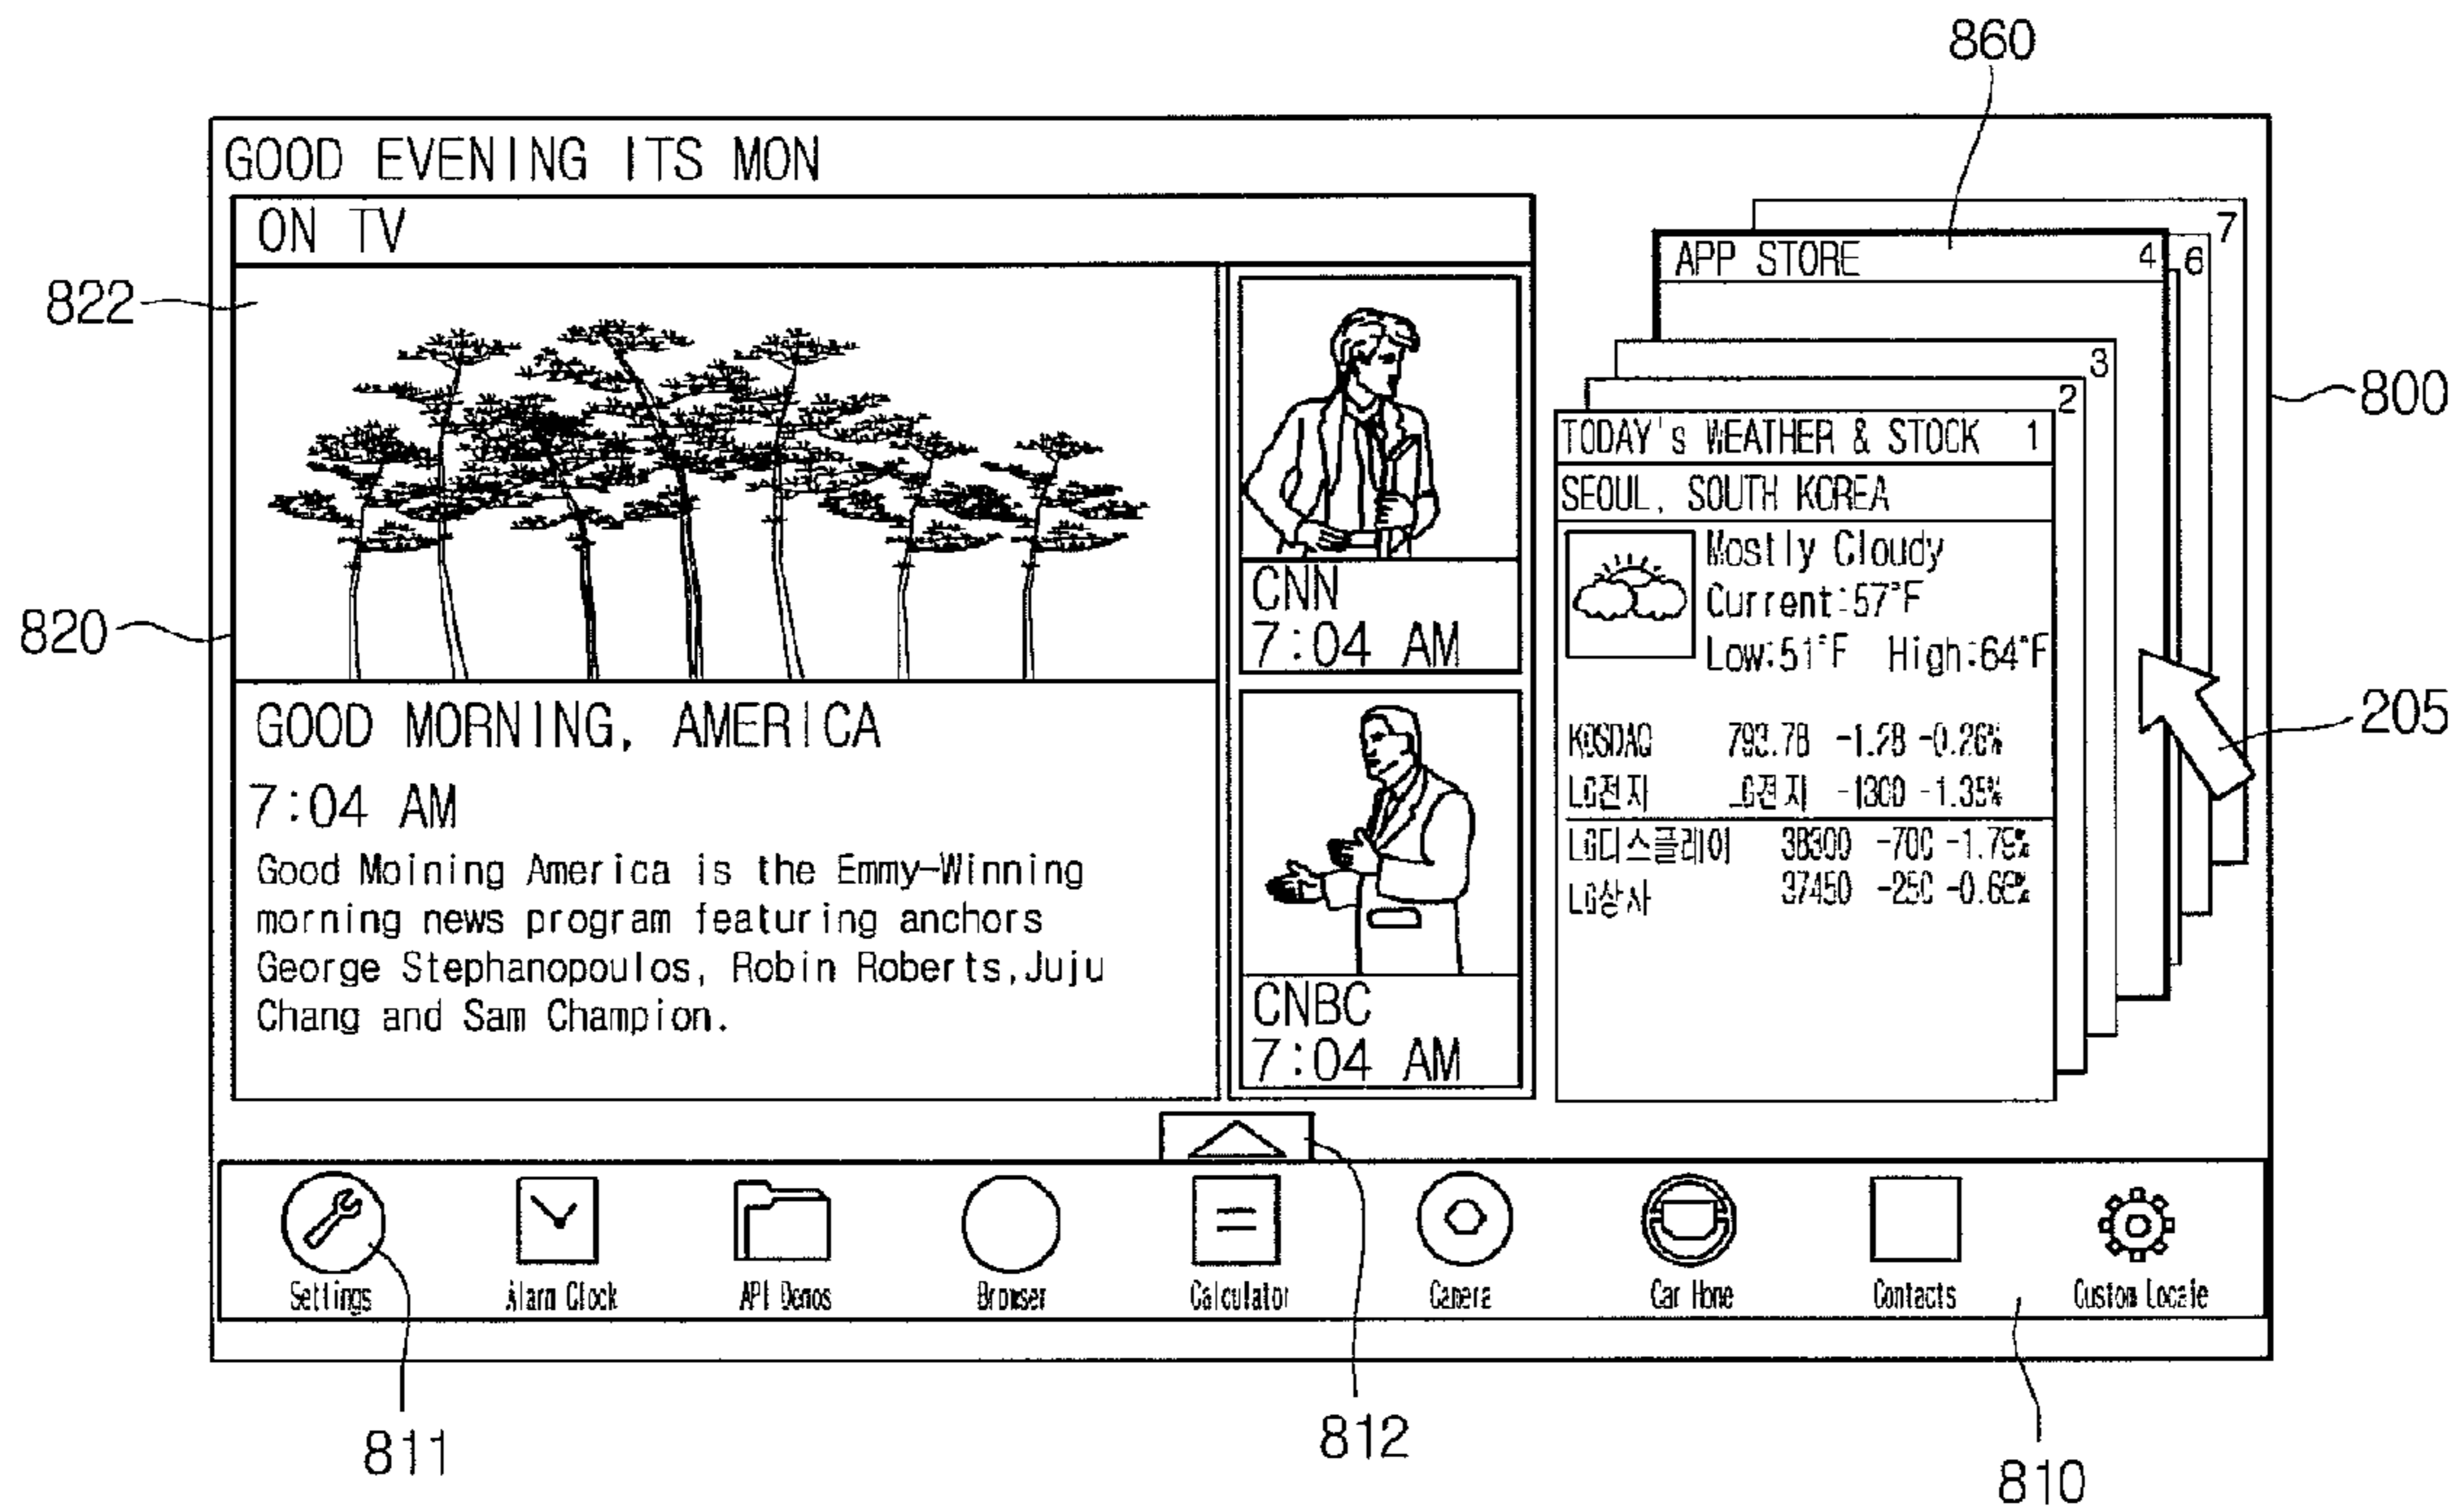 860
GOOD EVENING ITS MON
ON TV
7
APP STORE 4
6
822
3
800
2
TODAY's WEATHER & STOCK 1
SEOUL, SOUTH KOREA
Mostly Cloudy
Current:57°F
CNN
7:04 AM
820
Low:51°F High:64°F
205
GOOD MORNING, AMERICA
KOSDAQ 793.78 -1.28 -0.26%
7:04 AM
LG전지 LG전지 -1300 -1.35%
LG디스플레이 38300 -700 -1.79%
Good Moining America is the Emmy-Winning
LG상사 37450 -250 -0.66%
morning news program featuring anchors
George Stephanopoulos, Robin Roberts,Juju
Chang and Sam Champion.
CNBC
7:04 AM
Settings
Alarm Clock
API Demos
Browser
Calculator
Camera
Car Home
Contacts
Custom Locale
811
812
810